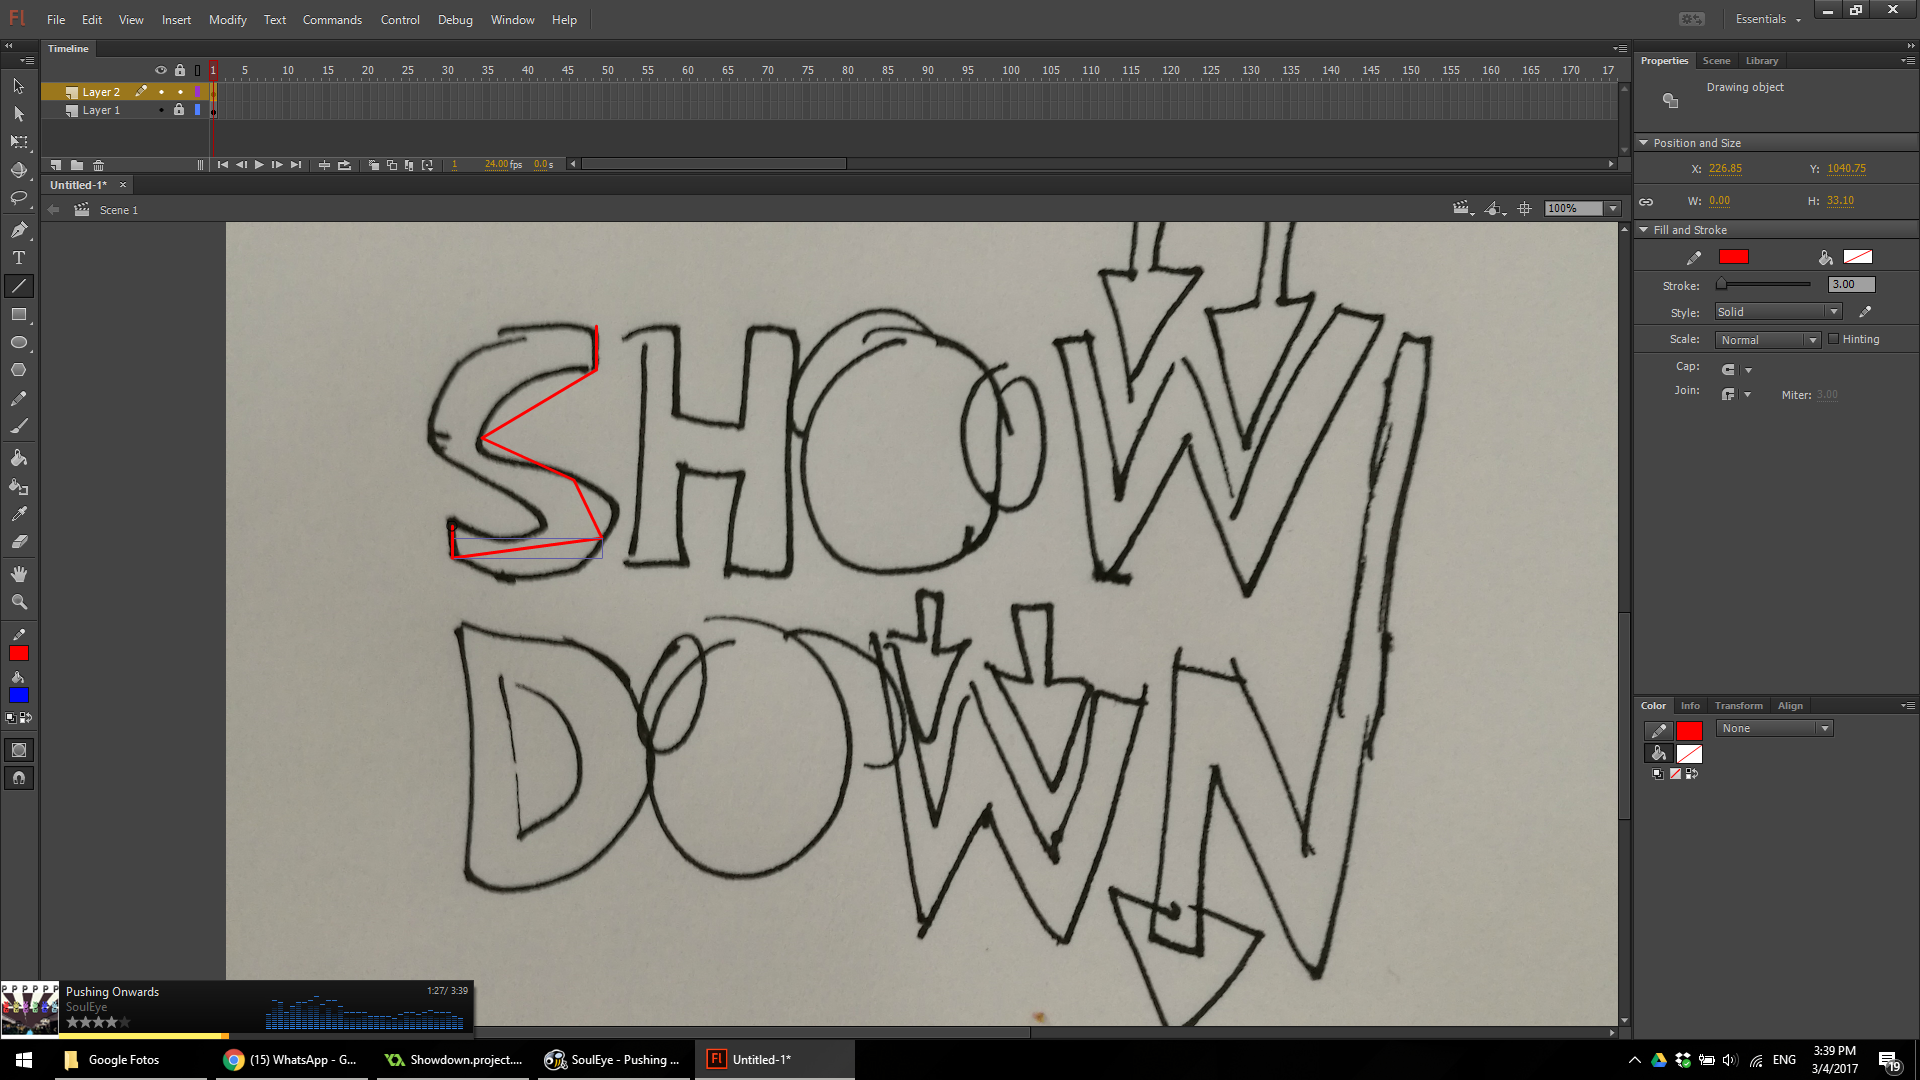 Fl File Edit View Insert Modify Text Commands Control Debug Window Help Essentials
Timeline
1 5 10 15 20 25 30 35 40 45 50 55 60 65 70 75 80 85 90 95 100 105 110 115 120 125 130 135 140 145 150 155 160 165 170 17
Layer 2
Layer 1
1 24.00 fps 0.0 s
Untitled-1*
Scene 1
100%
SHOW
DOWN
Properties Scene Library
Drawing object
Position and Size
X: 226.85 Y: 1040.75
W: 0.00 H: 33.10
Fill and Stroke
Stroke: 3.00
Style: Solid
Scale: Normal Hinting
Cap:
Join: Miter: 3.00
Color Info Transform Align
None
Pushing Onwards 1:27/ 3:39
SoulEye
Google Fotos
(15) WhatsApp - G...
Showdown.project....
SoulEye - Pushing ...
Fl Untitled-1*
ENG
3:39 PM
3/4/2017
19